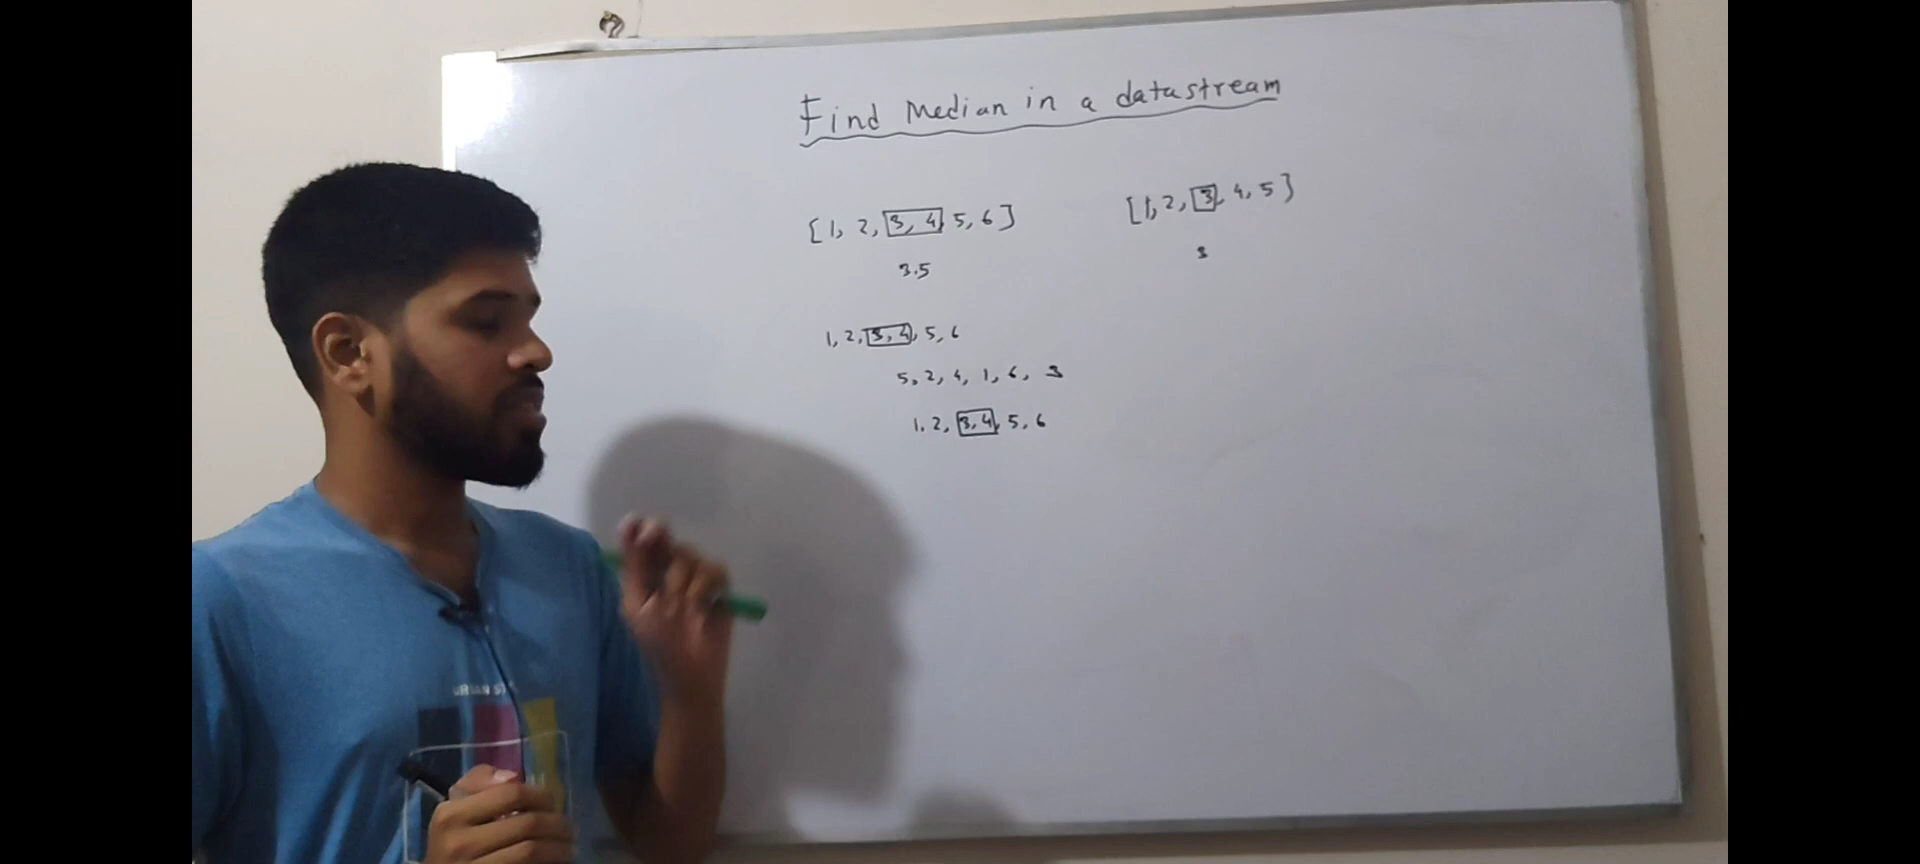 Find Median in a datastream
[1, 2, 3, 4, 5, 6]
[1, 2, 3, 4, 5]
3.5
3
1, 2, 3, 4, 5, 6
5, 2, 4, 1, 6, 3
1, 2, 3, 4, 5, 6